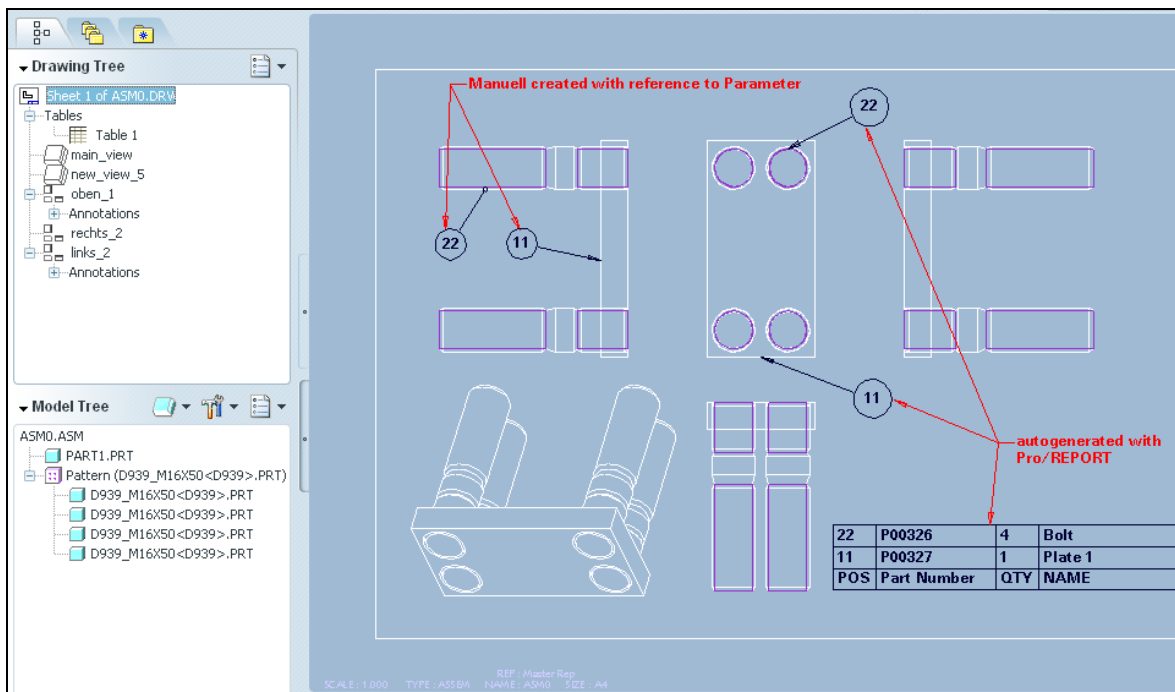 Drawing Tree
Sheet 1 of ASM0.DRW
Tables
Table 1
main_view
new_view_5
oben_1
Annotations
rechts_2
links_2
Annotations
Model Tree
ASM0.ASM
PART1.PRT
Pattern (D939_M16X50<D939>.PRT)
D939_M16X50<D939>.PRT
D939_M16X50<D939>.PRT
D939_M16X50<D939>.PRT
D939_M16X50<D939>.PRT
Manuell created with reference to Parameter
22
22
11
11
autogenerated with
Pro/REPORT
22 P00326 4 Bolt
11 P00327 1 Plate 1
POS Part Number QTY NAME
REP : Master Rep
SCALE : 1.000 TYPE : ASSEM NAME : ASM0 SIZE : A4